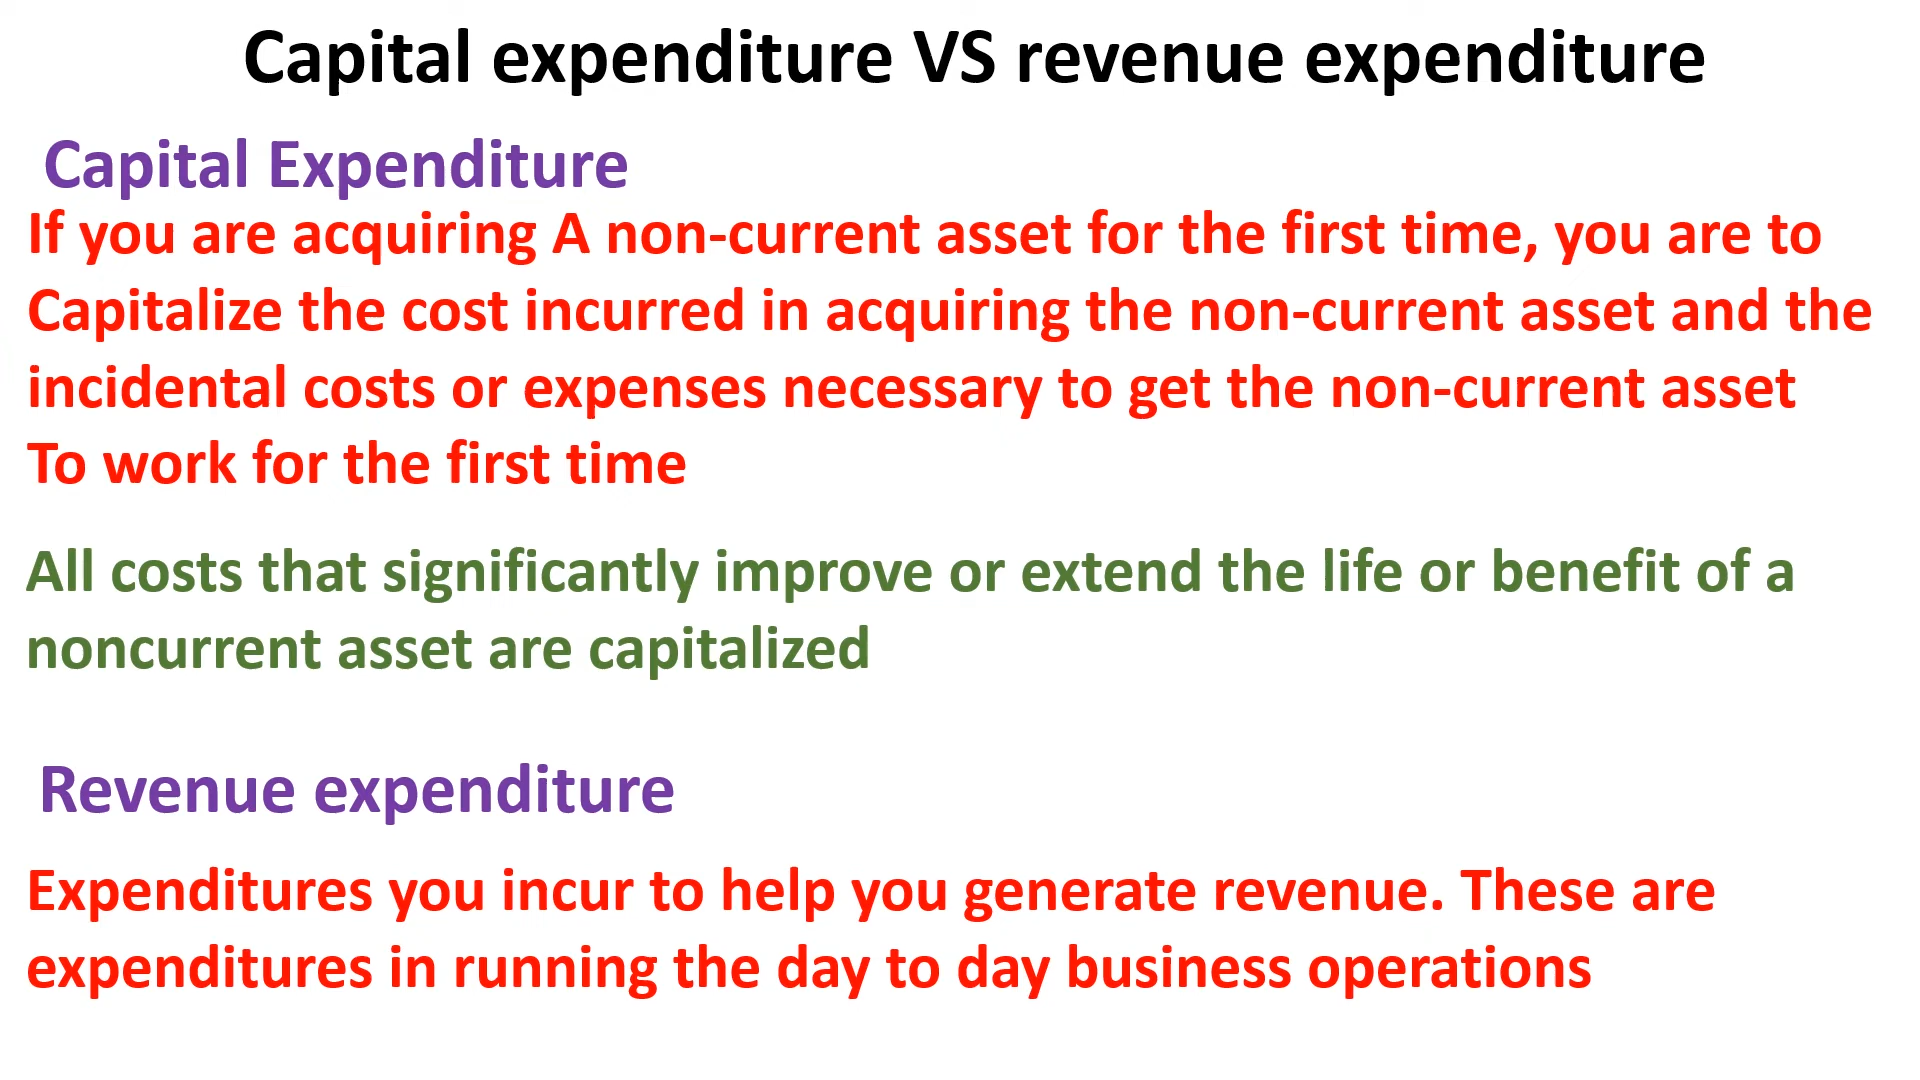 Capital expenditure VS revenue expenditure
Capital Expenditure
If you are acquiring A non-current asset for the first time, you are to
Capitalize the cost incurred in acquiring the non-current asset and the
incidental costs or expenses necessary to get the non-current asset
To work for the first time
All costs that significantly improve or extend the life or benefit of a
noncurrent asset are capitalized
Revenue expenditure
Expenditures you incur to help you generate revenue. These are
expenditures in running the day to day business operations